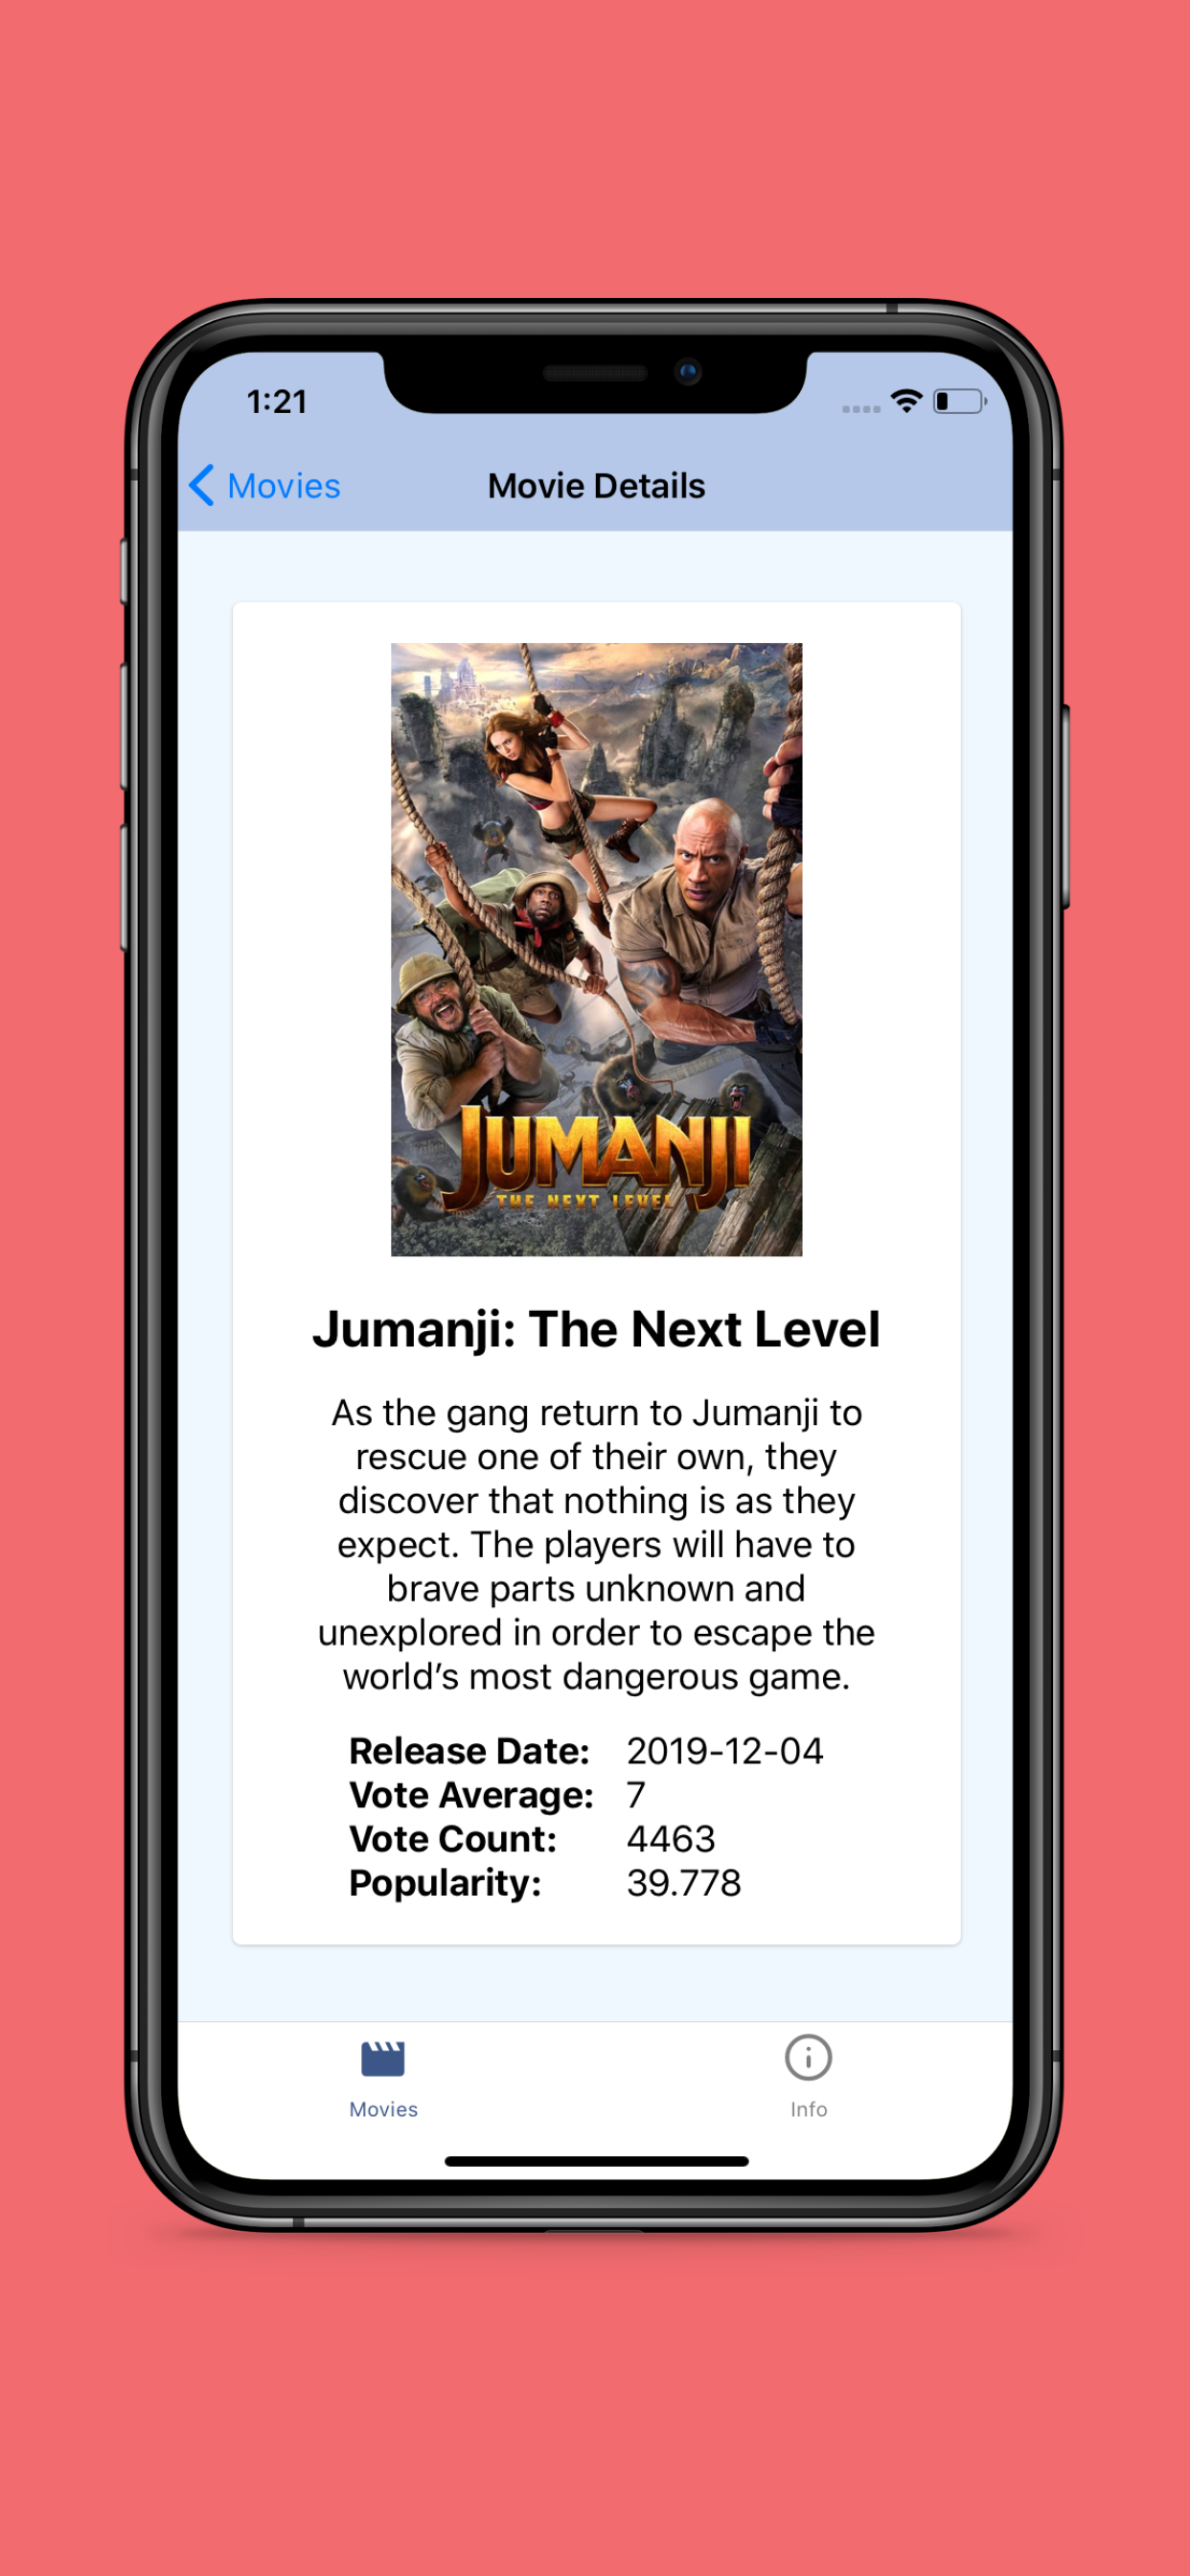 1:21
Movies
Movie Details
JUMANJI
THE NEXT LEVEL
Jumanji: The Next Level
As the gang return to Jumanji to
rescue one of their own, they
discover that nothing is as they
expect. The players will have to
brave parts unknown and
unexplored in order to escape the
world’s most dangerous game.
Release Date: 2019-12-04
Vote Average: 7
Vote Count: 4463
Popularity: 39.778
Movies
Info